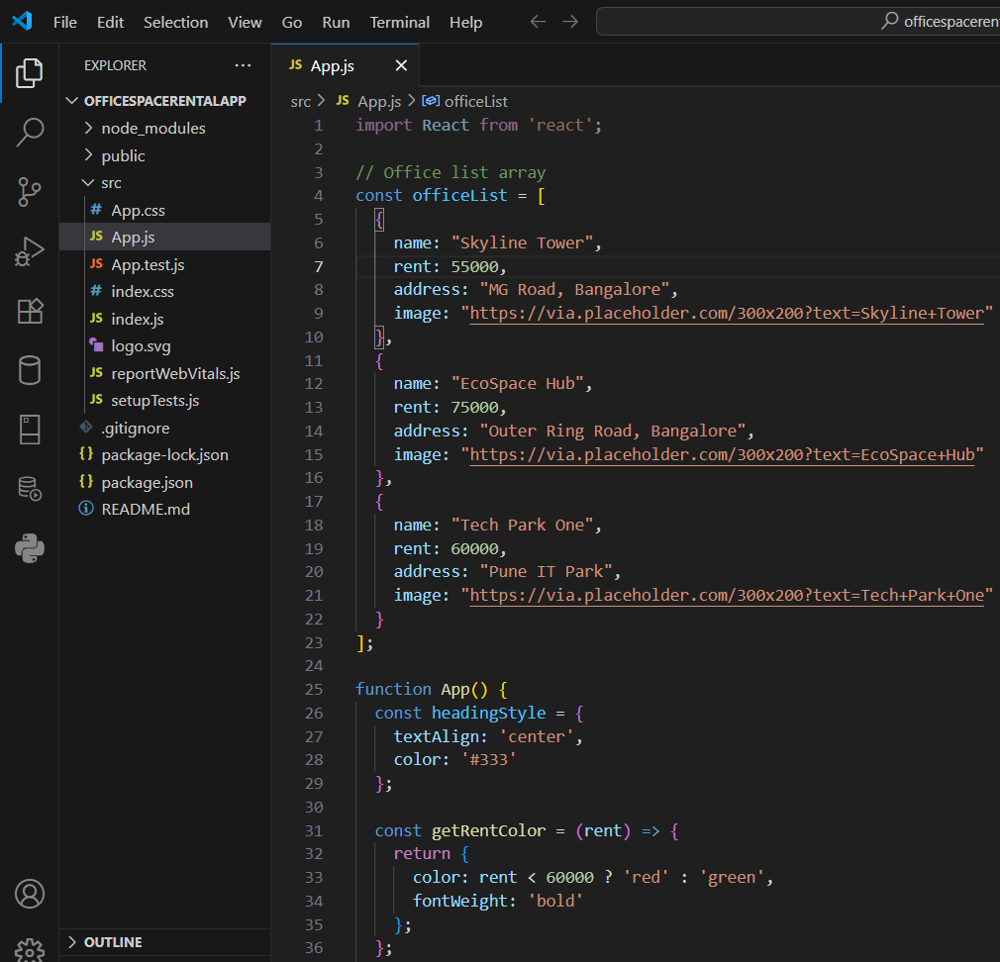 File Edit Selection View Go Run Terminal Help officespaceren
EXPLORER
OFFICESPACERENTALAPP
node_modules
public
src
# App.css
JS App.js
JS App.test.js
# index.css
JS index.js
logo.svg
JS reportWebVitals.js
JS setupTests.js
.gitignore
{} package-lock.json
{} package.json
README.md
OUTLINE
JS App.js
src > JS App.js > officeList
1 import React from 'react';
2
3 // Office list array
4 const officeList = [
5 {
6 name: "Skyline Tower",
7 rent: 55000,
8 address: "MG Road, Bangalore",
9 image: "https://via.placeholder.com/300x200?text=Skyline+Tower"
10 },
11 {
12 name: "EcoSpace Hub",
13 rent: 75000,
14 address: "Outer Ring Road, Bangalore",
15 image: "https://via.placeholder.com/300x200?text=EcoSpace+Hub"
16 },
17 {
18 name: "Tech Park One",
19 rent: 60000,
20 address: "Pune IT Park",
21 image: "https://via.placeholder.com/300x200?text=Tech+Park+One"
22 }
23 ];
24
25 function App() {
26 const headingStyle = {
27 textAlign: 'center',
28 color: '#333'
29 };
30
31 const getRentColor = (rent) => {
32 return {
33 color: rent < 60000 ? 'red' : 'green',
34 fontWeight: 'bold'
35 };
36 };